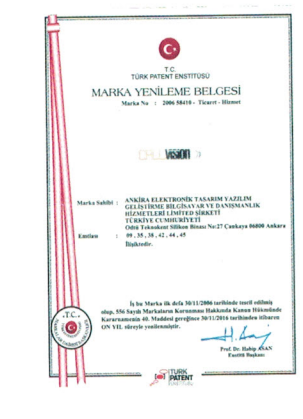 T.C.
TÜRK PATENT ENSTİTÜSÜ
MARKA YENİLEME BELGESİ
Marka No : 2006 58410 - Ticaret - Hizmet
Marka Sahibi : ANKİRA ELEKTRONİK TASARIM YAZILIM
GELİŞTİRME BİLGİSAYAR VE DANIŞMANLIK
HİZMETLERİ LİMİTED ŞİRKETİ
TÜRKİYE CUMHURİYETİ
Odtü Teknokent Silikon Binası No:27 Çankaya 06800 Ankara
Emtiası : 09 , 35 , 38 , 42 , 44 , 45
İlişiktedir.
İş bu Marka ilk defa 30/11/2006 tarihinde tescil edilmiş
olup, 556 Sayılı Markaların Korunması Hakkında Kanun Hükmünde
Kararnamenin 40. Maddesi gereğince 30/11/2016 tarihinden itibaren
ON YIL süreyle yenilenmiştir.
.T.C.
Prof. Dr. Habip ASAN
Enstitü Başkanı
TÜRK
PATENT